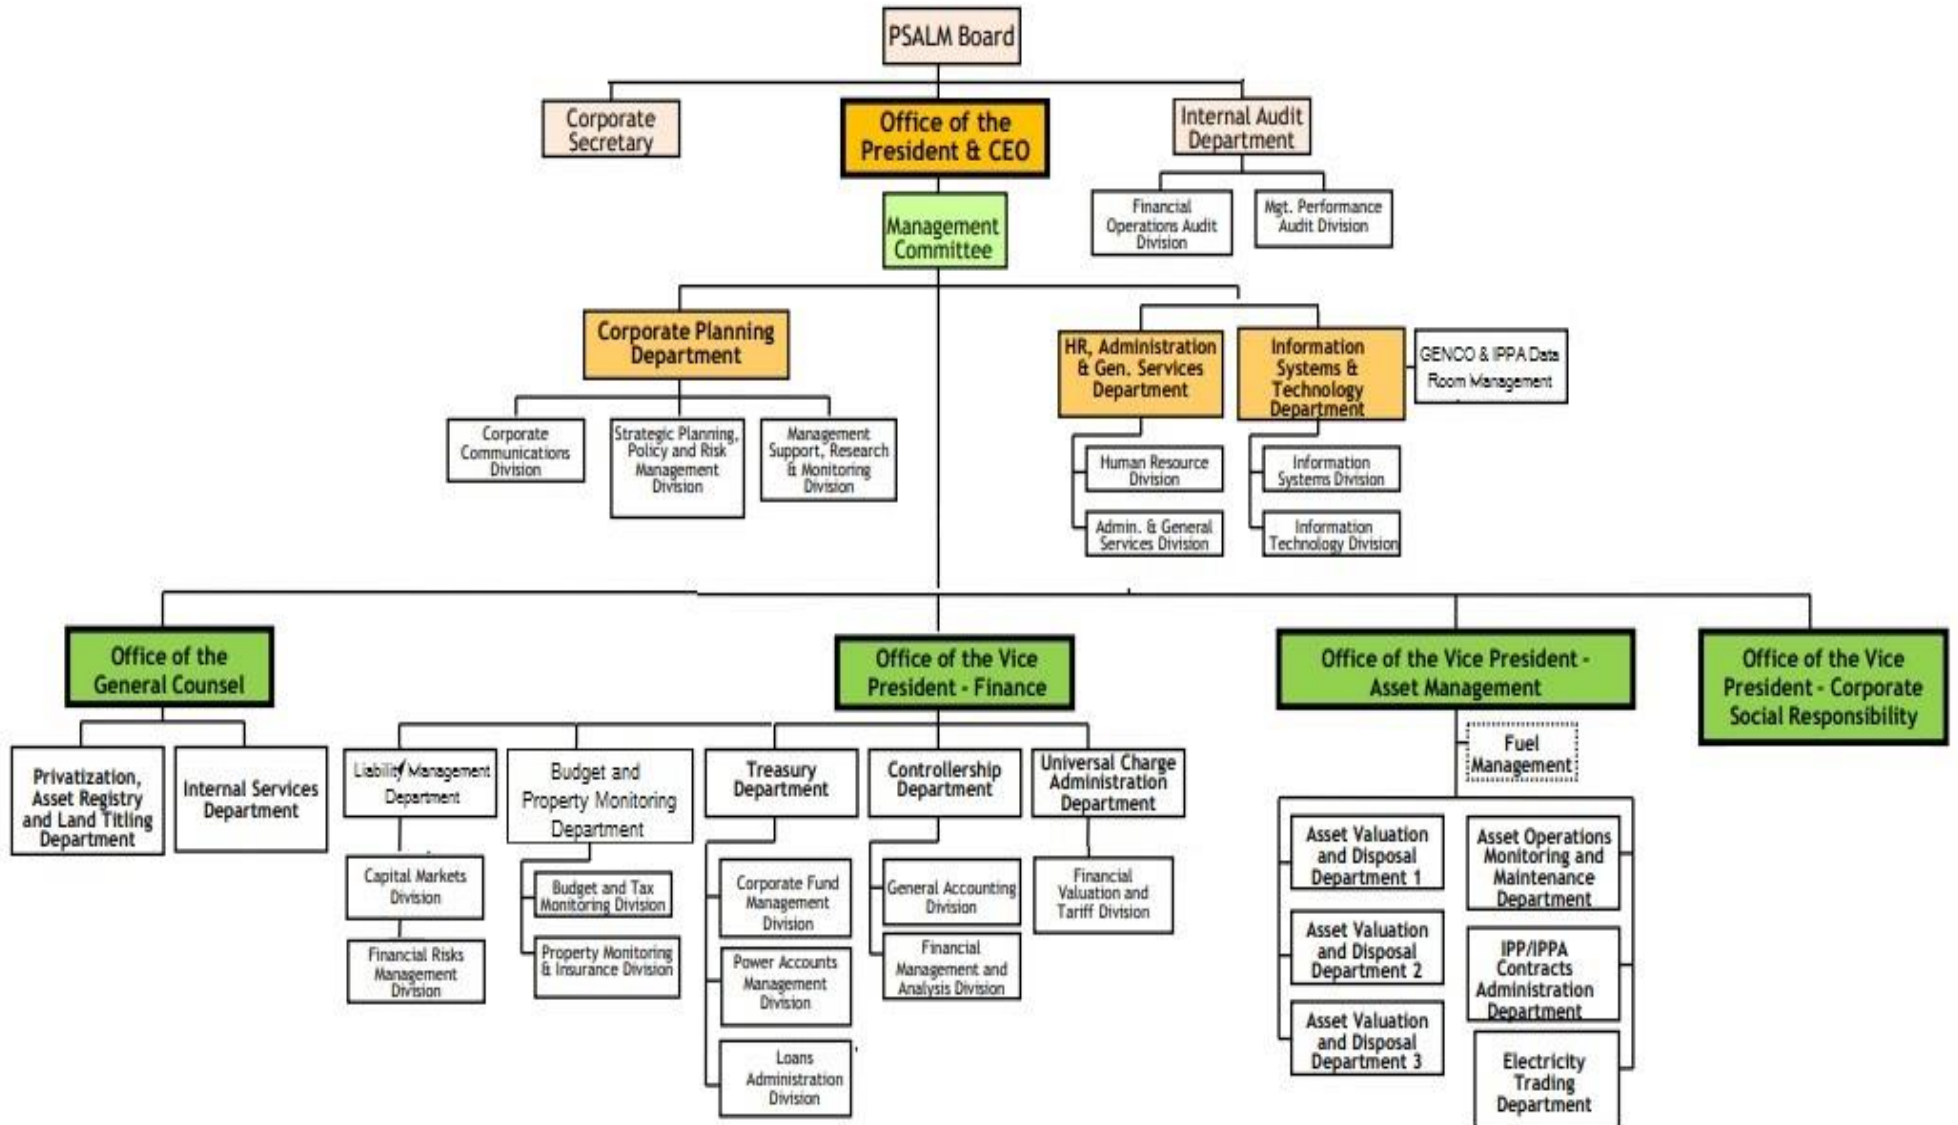 PSALM Board
Corporate
Secretary
Office of the
President & CEO
Internal Audit
Department
Financial
Operations Audit
Division
Mgt. Performance
Audit Division
Management
Committee
Corporate Planning
Department
HR, Administration
& Gen. Services
Department
Information
Systems &
Technology
Department
GENCO & IPPA Data
Room Management
Corporate
Communications
Division
Strategic Planning,
Policy and Risk
Management
Division
Management
Support, Research
& Monitoring
Division
Human Resource
Division
Admin. & General
Services Division
Information
Systems Division
Information
Technology Division
Office of the
General Counsel
Office of the Vice
President - Finance
Office of the Vice President -
Asset Management
Office of the Vice
President - Corporate
Social Responsibility
Privatization,
Asset Registry
and Land Titling
Department
Internal Services
Department
Liability Management
Department
Capital Markets
Division
Financial Risks
Management
Division
Budget and
Property Monitoring
Department
Budget and Tax
Monitoring Division
Property Monitoring
& Insurance Division
Treasury
Department
Corporate Fund
Management
Division
Power Accounts
Management
Division
Loans
Administration
Division
Controllership
Department
General Accounting
Division
Financial
Management and
Analysis Division
Universal Charge
Administration
Department
Financial
Valuation and
Tariff Division
Fuel
Management
Asset Valuation
and Disposal
Department 1
Asset Valuation
and Disposal
Department 2
Asset Valuation
and Disposal
Department 3
Asset Operations
Monitoring and
Maintenance
Department
IPP/IPPA
Contracts
Administration
Department
Electricity
Trading
Department